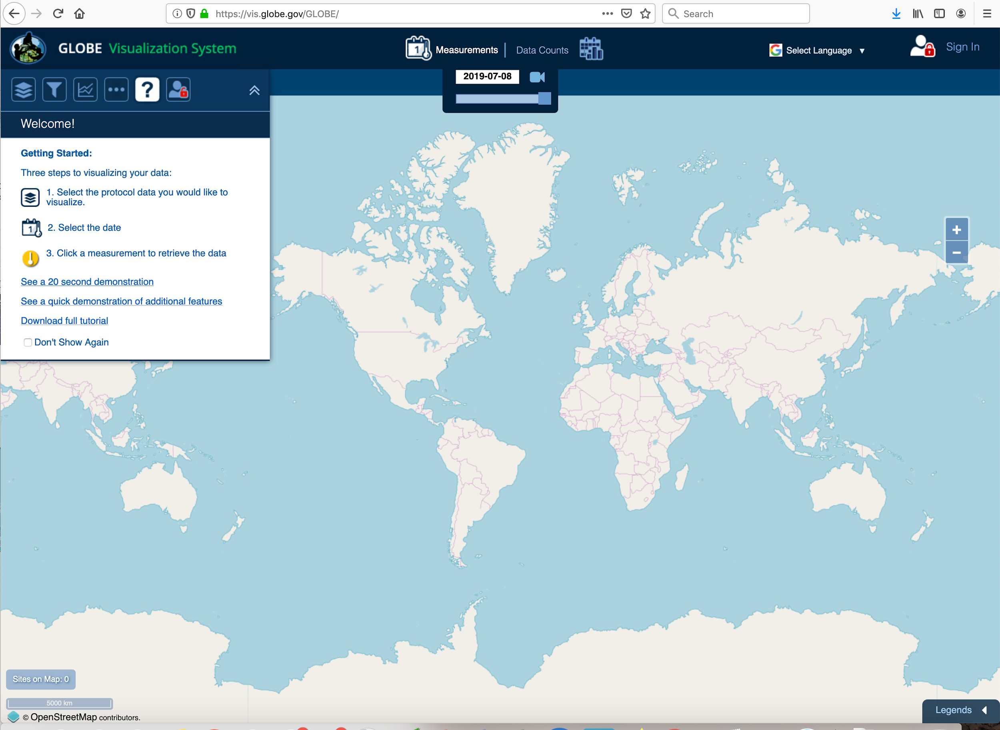 https://vis.globe.gov/GLOBE/
Search
GLOBE Visualization System
1
Measurements
Data Counts
Select Language ▼
Sign In
2019-07-08
?
Welcome!
Getting Started:
Three steps to visualizing your data:
1. Select the protocol data you would like to
visualize.
1
2. Select the date
3. Click a measurement to retrieve the data
See a 20 second demonstration
See a quick demonstration of additional features
Download full tutorial
Don't Show Again
+
−
Sites on Map: 0
5000 km
© OpenStreetMap contributors.
Legends